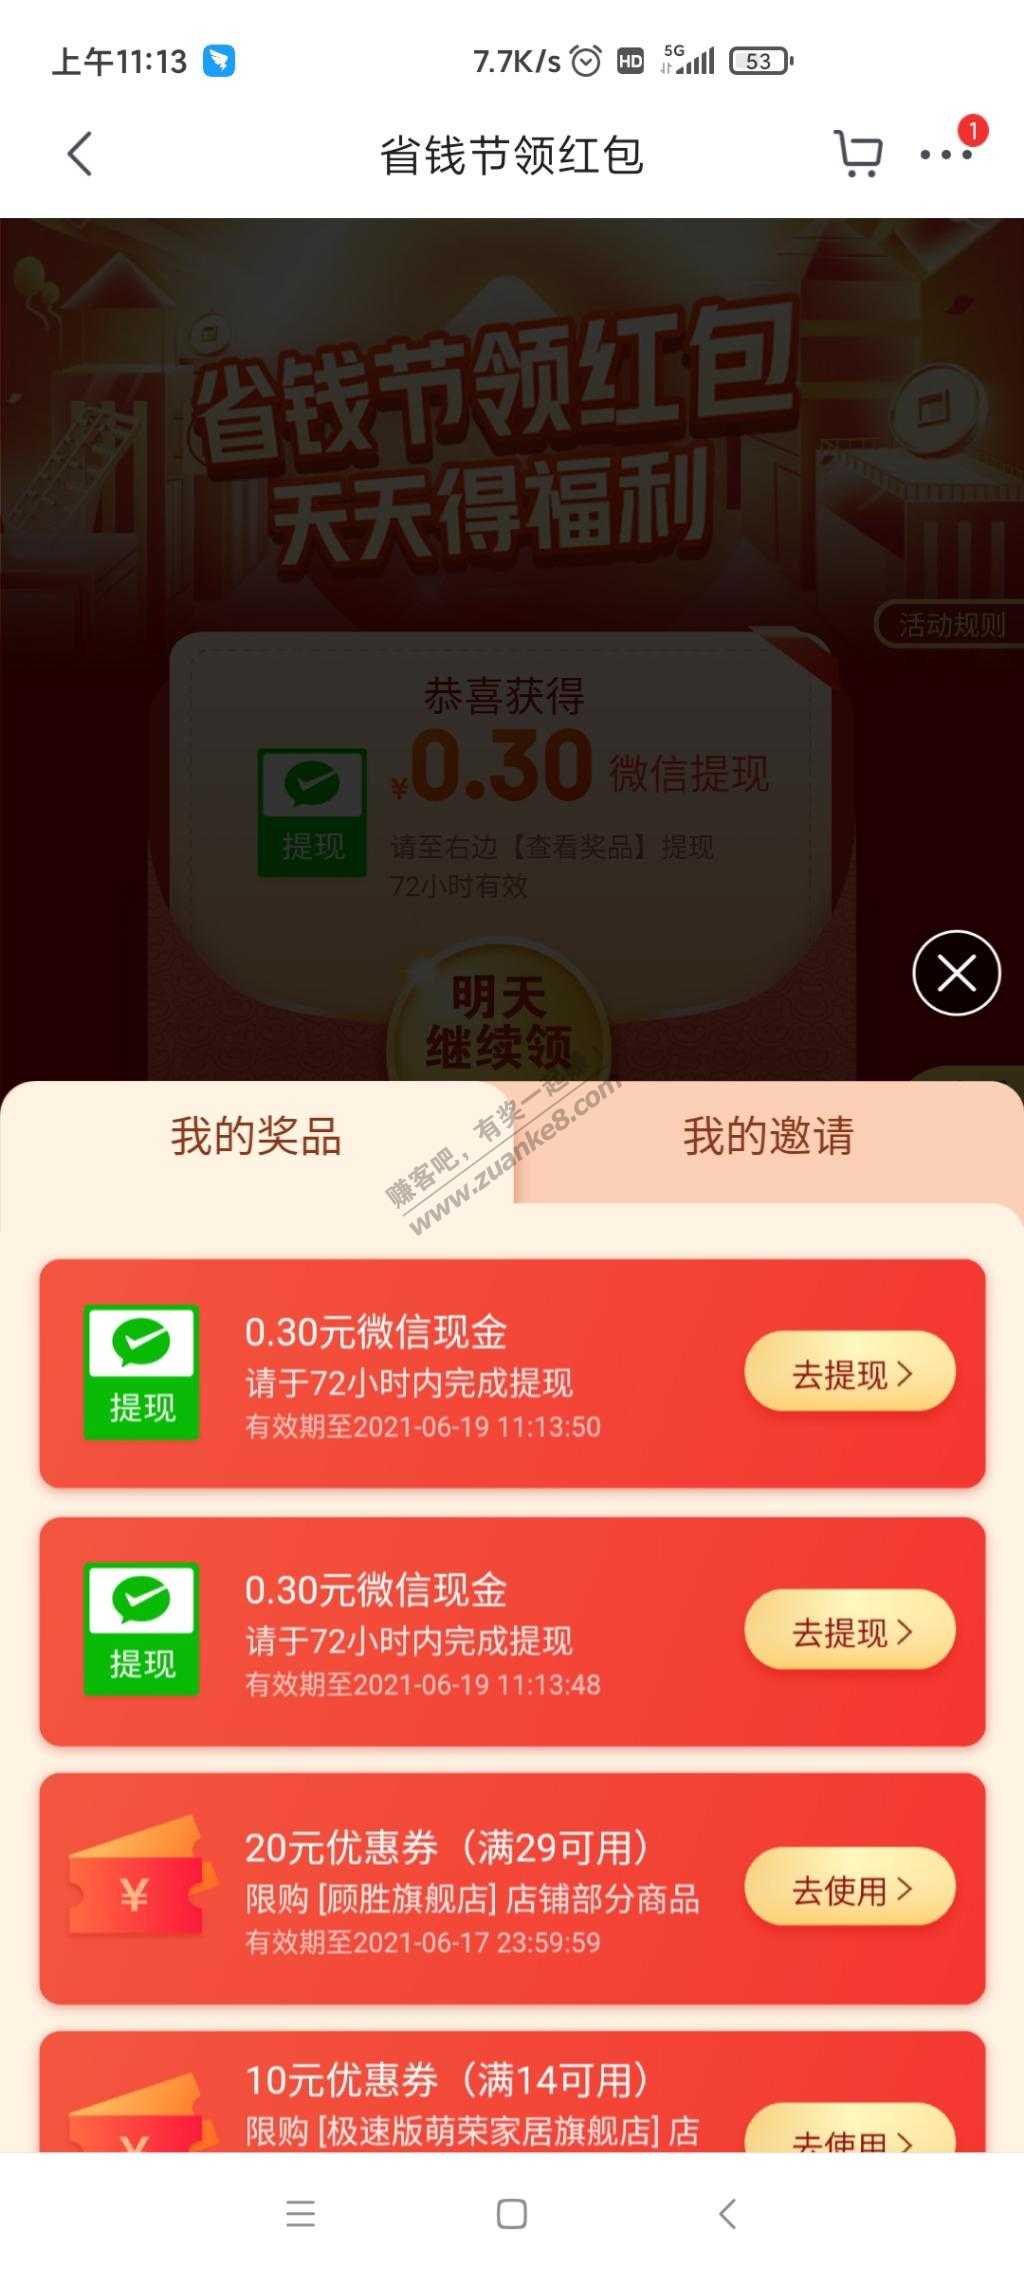 上午11:13
7.7K/s HD 5G 53
省钱节领红包
1
省钱节领红包
天天得福利
活动规则
恭喜获得
¥0.30 微信提现
提现
请至右边【查看奖品】提现
72小时有效
明天
继续领
我的奖品
我的邀请
赚客吧，有奖一起赚！
www.zuanke8.com
0.30元微信现金
请于72小时内完成提现
有效期至2021-06-19 11:13:50
提现
去提现
0.30元微信现金
请于72小时内完成提现
有效期至2021-06-19 11:13:48
提现
去提现
20元优惠券（满29可用）
限购 [顾胜旗舰店] 店铺部分商品
有效期至2021-06-17 23:59:59
¥
去使用
10元优惠券（满14可用）
限购 [极速版萌荣家居旗舰店] 店
¥
去使用